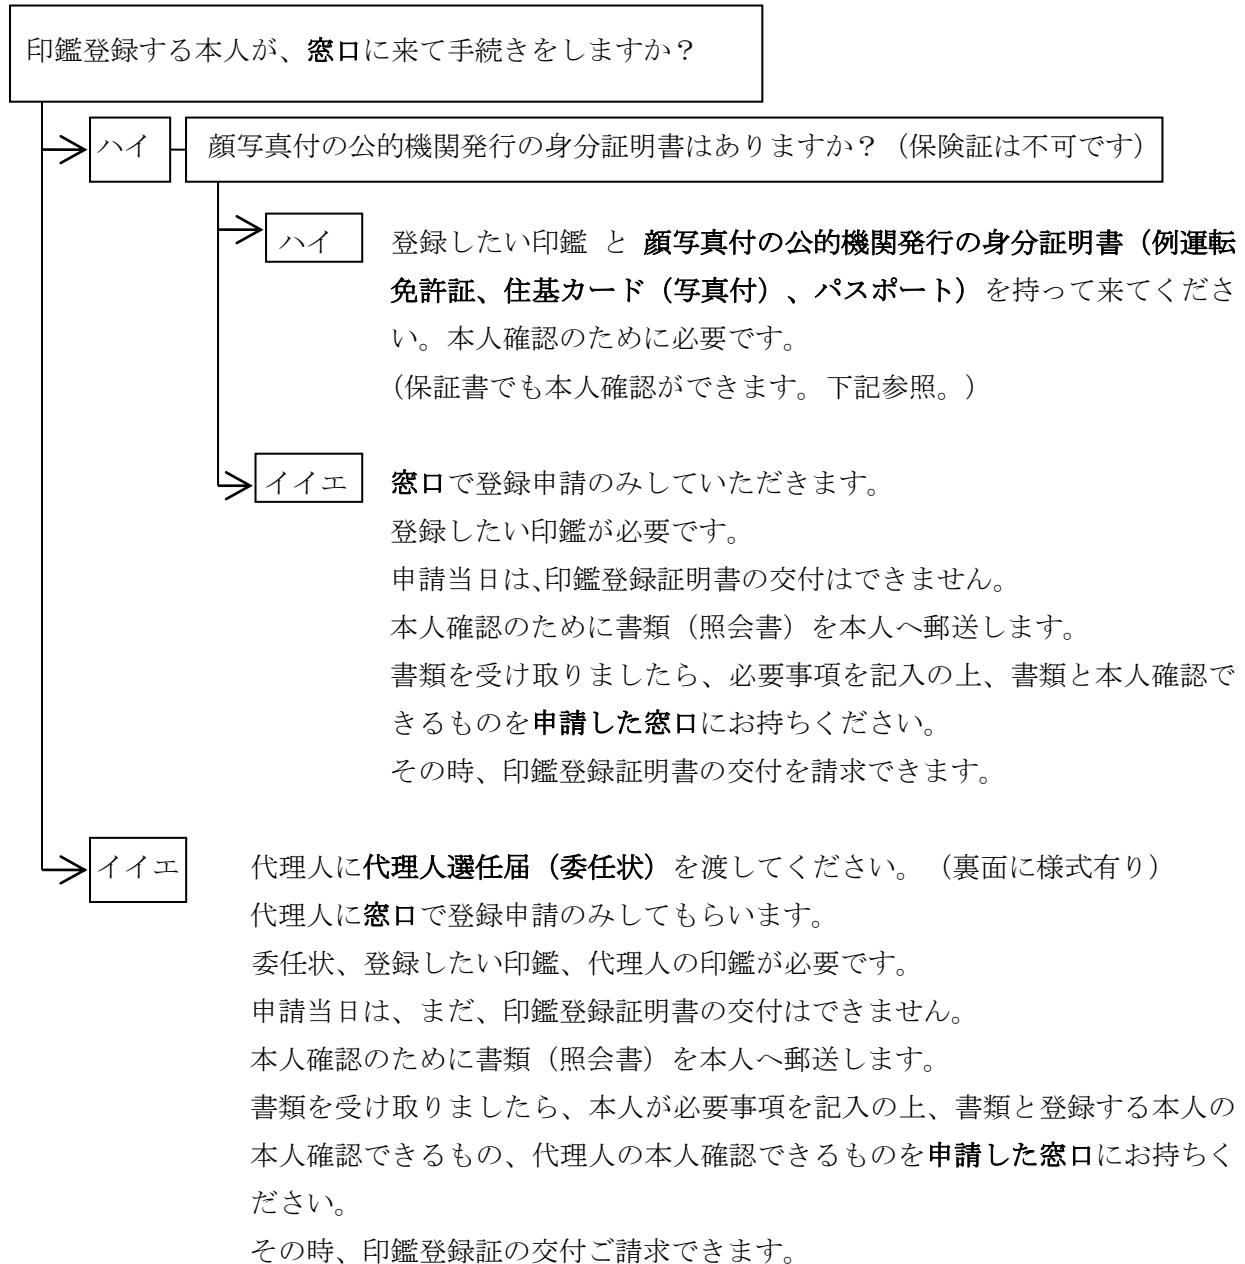 印鑑登録する本人が、窓口に来て手続きをしますか？
ハイ
顔写真付の公的機関発行の身分証明書はありますか？（保険証は不可です）
ハイ
登録したい印鑑 と 顔写真付の公的機関発行の身分証明書（例運転
免許証、住基カード（写真付）、パスポート）を持って来てくださ
い。本人確認のために必要です。
（保証書でも本人確認ができます。下記参照。）
イイエ
窓口で登録申請のみしていただきます。
登録したい印鑑が必要です。
申請当日は、印鑑登録証明書の交付はできません。
本人確認のために書類（照会書）を本人へ郵送します。
書類を受け取りましたら、必要事項を記入の上、書類と本人確認で
きるものを申請した窓口にお持ちください。
その時、印鑑登録証明書の交付を請求できます。
イイエ
代理人に代理人選任届（委任状）を渡してください。（裏面に様式有り）
代理人に窓口で登録申請のみしてもらいます。
委任状、登録したい印鑑、代理人の印鑑が必要です。
申請当日は、まだ、印鑑登録証明書の交付はできません。
本人確認のために書類（照会書）を本人へ郵送します。
書類を受け取りましたら、本人が必要事項を記入の上、書類と登録する本人の
本人確認できるもの、代理人の本人確認できるものを申請した窓口にお持ちく
ださい。
その時、印鑑登録証の交付ご請求できます。